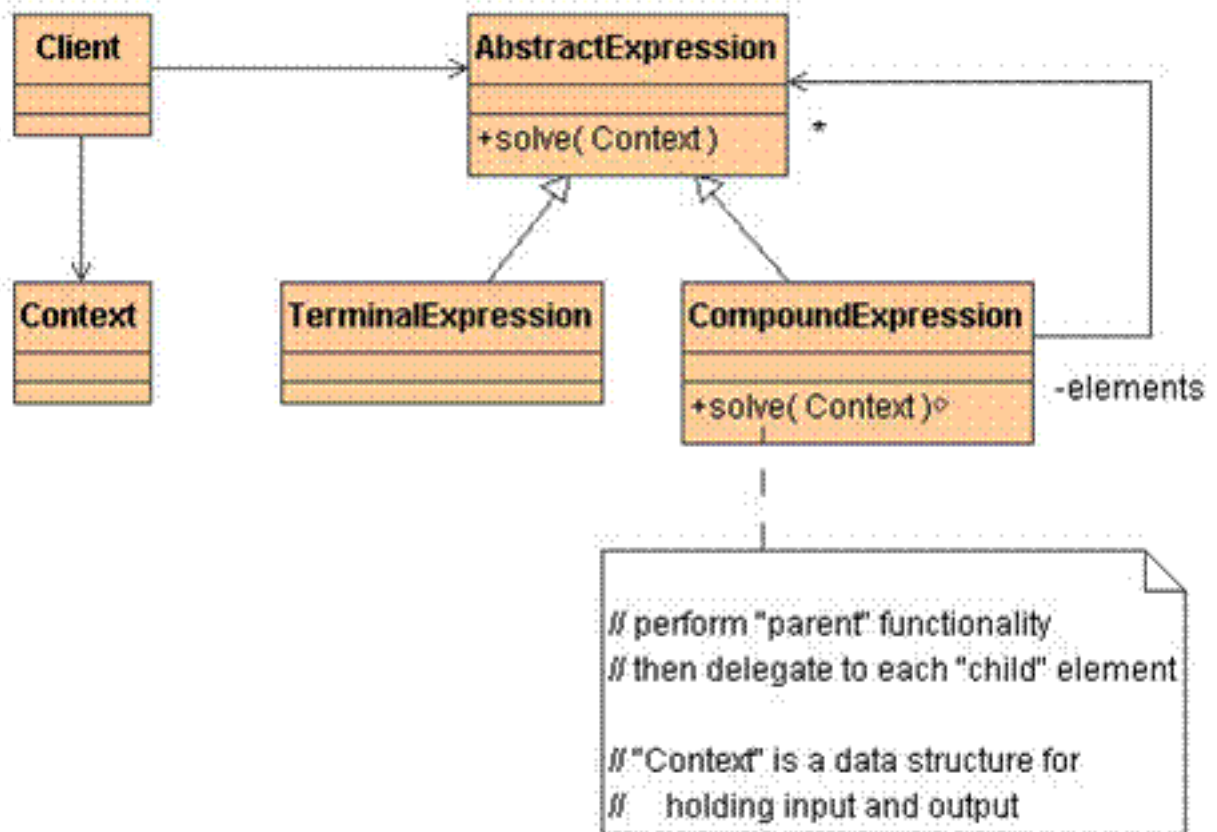 Client
AbstractExpression
+solve( Context )
*
Context
TerminalExpression
CompoundExpression
+solve( Context )
-elements
// perform "parent" functionality
// then delegate to each "child" element
// "Context" is a data structure for
//    holding input and output